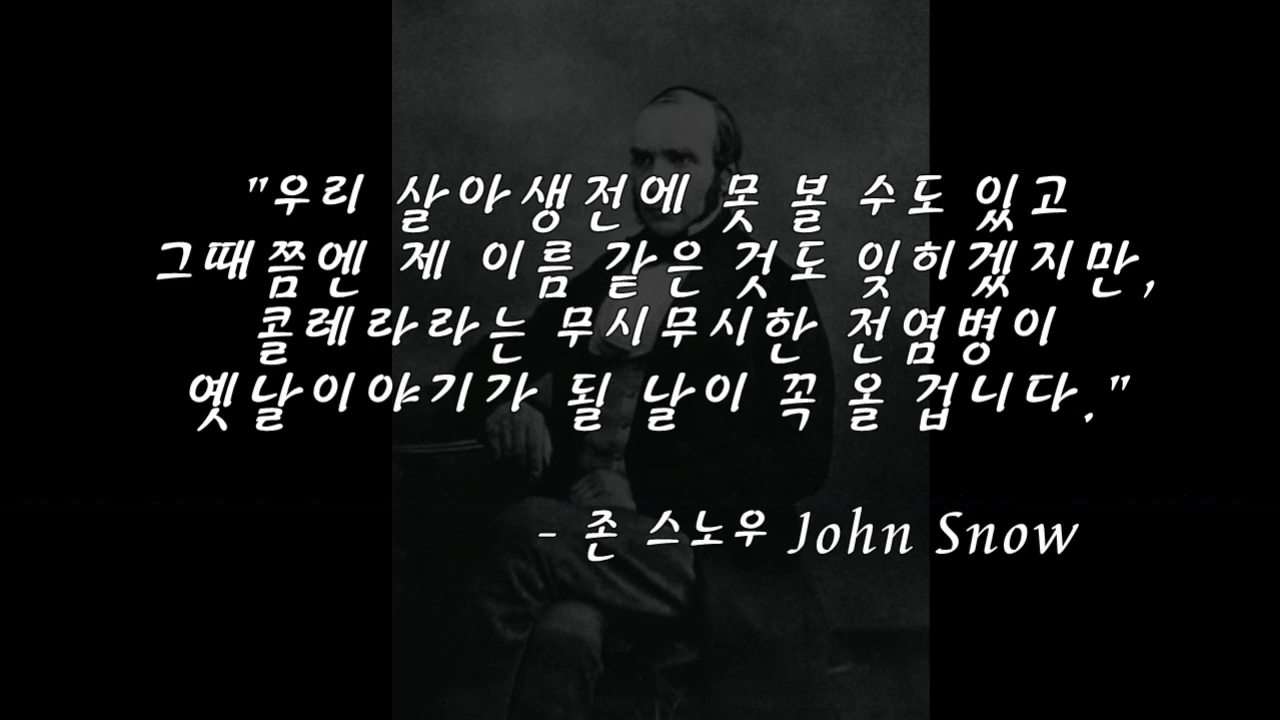 "우리 살아생전에 못 볼 수도 있고
그때쯤엔 제 이름 같은 것도 잊히겠지만,
콜레라라는 무시무시한 전염병이
옛날이야기가 될 날이 꼭 올 겁니다."
- 존 스노우 John Snow